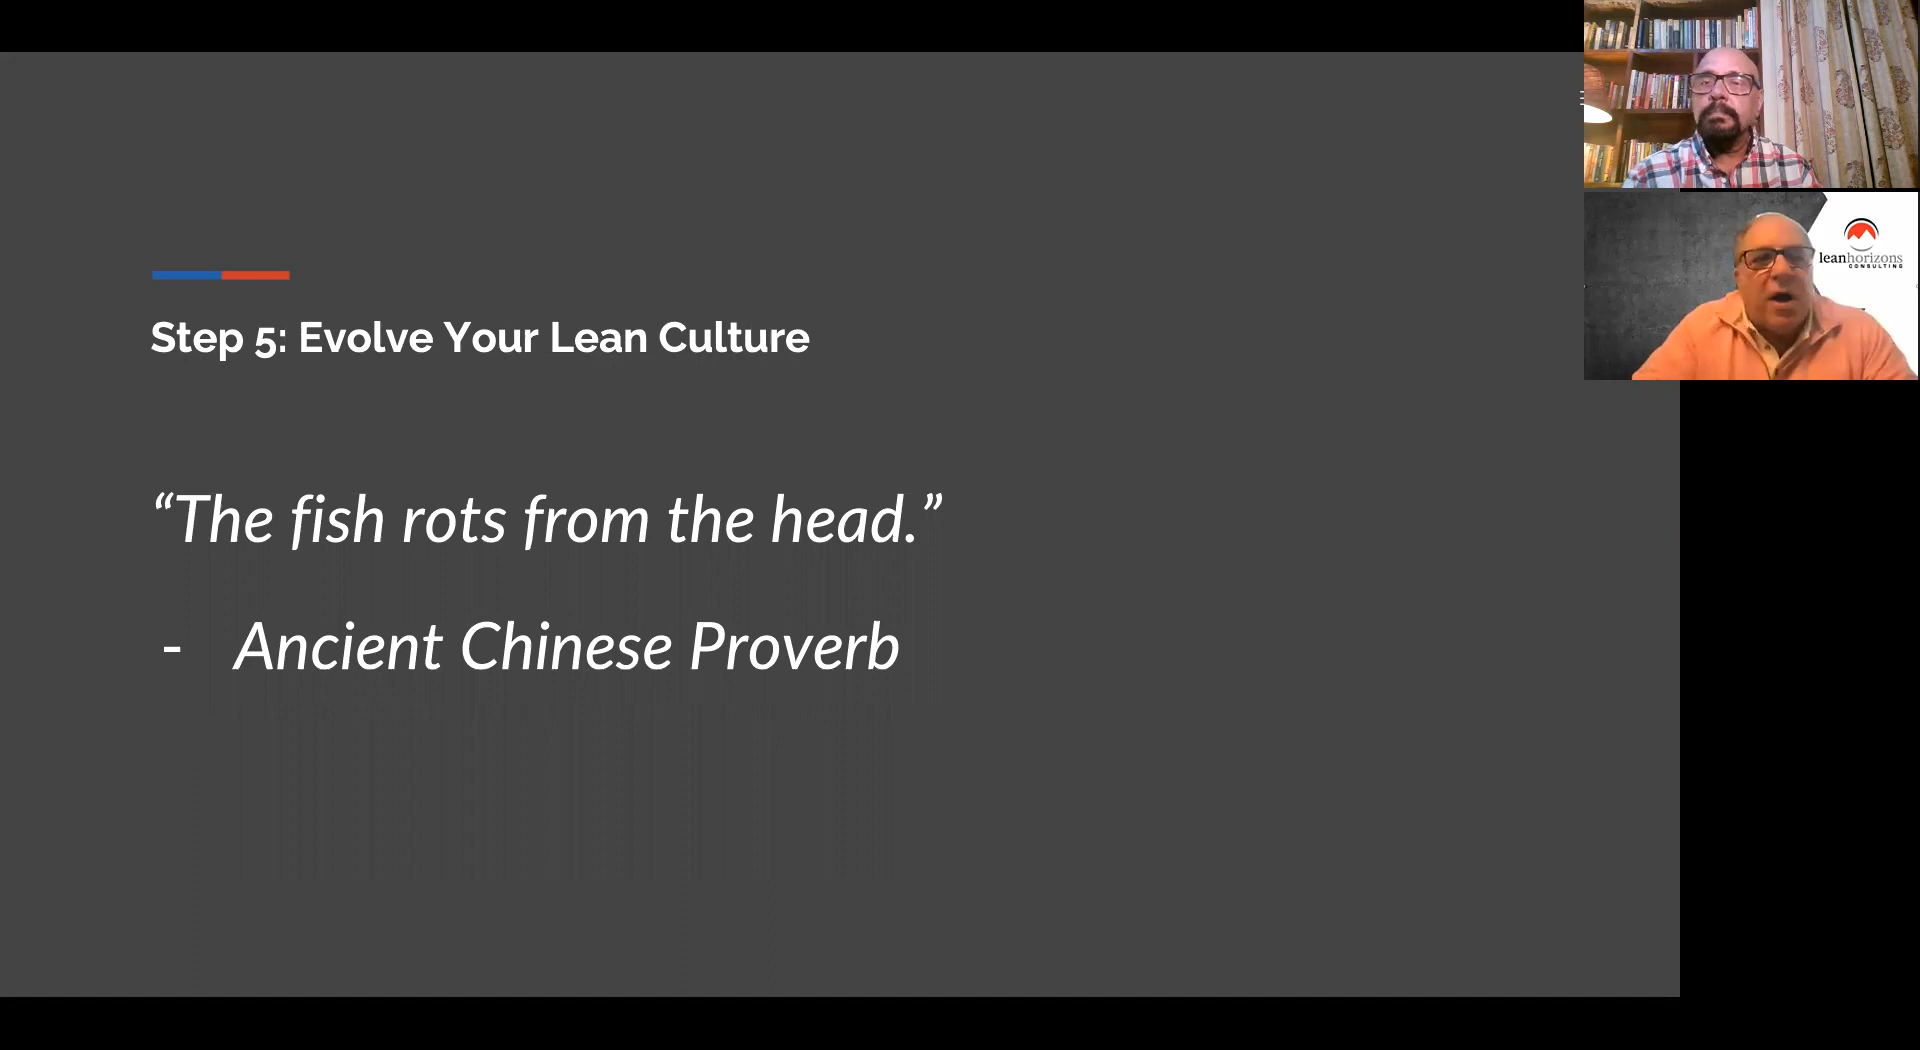 Step 5: Evolve Your Lean Culture
“The fish rots from the head.”
- Ancient Chinese Proverb
leanhorizons
CONSULTING